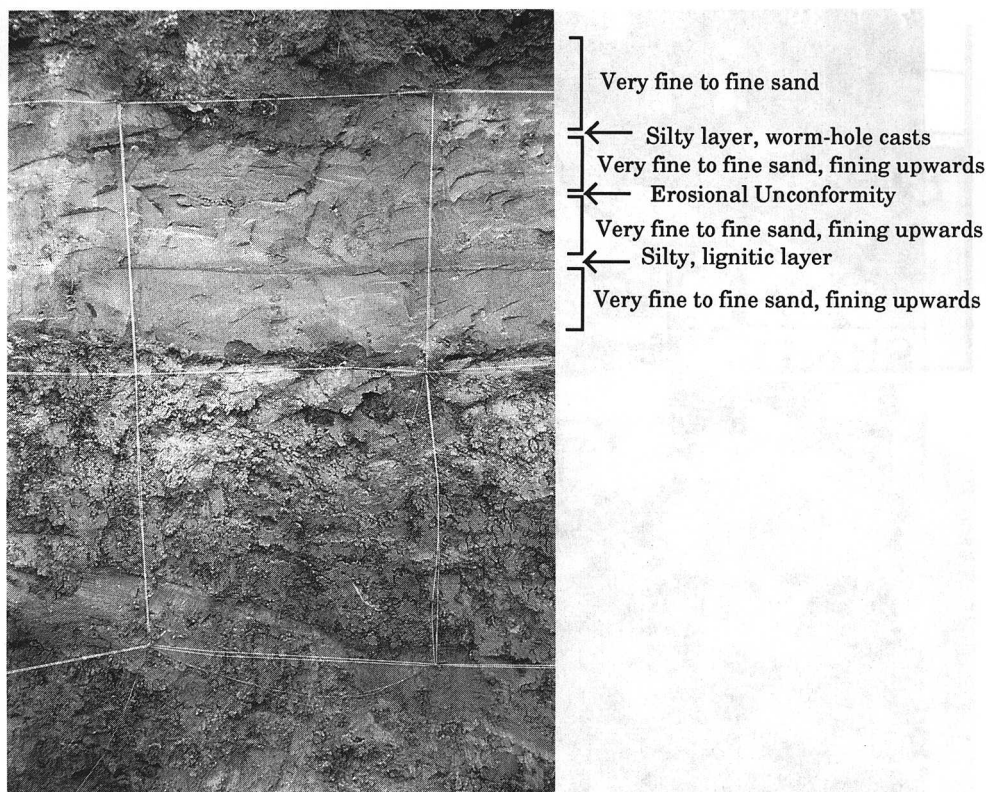 Very fine to fine sand
Silty layer, worm-hole casts
Very fine to fine sand, fining upwards
Erosional Unconformity
Very fine to fine sand, fining upwards
Silty, lignitic layer
Very fine to fine sand, fining upwards